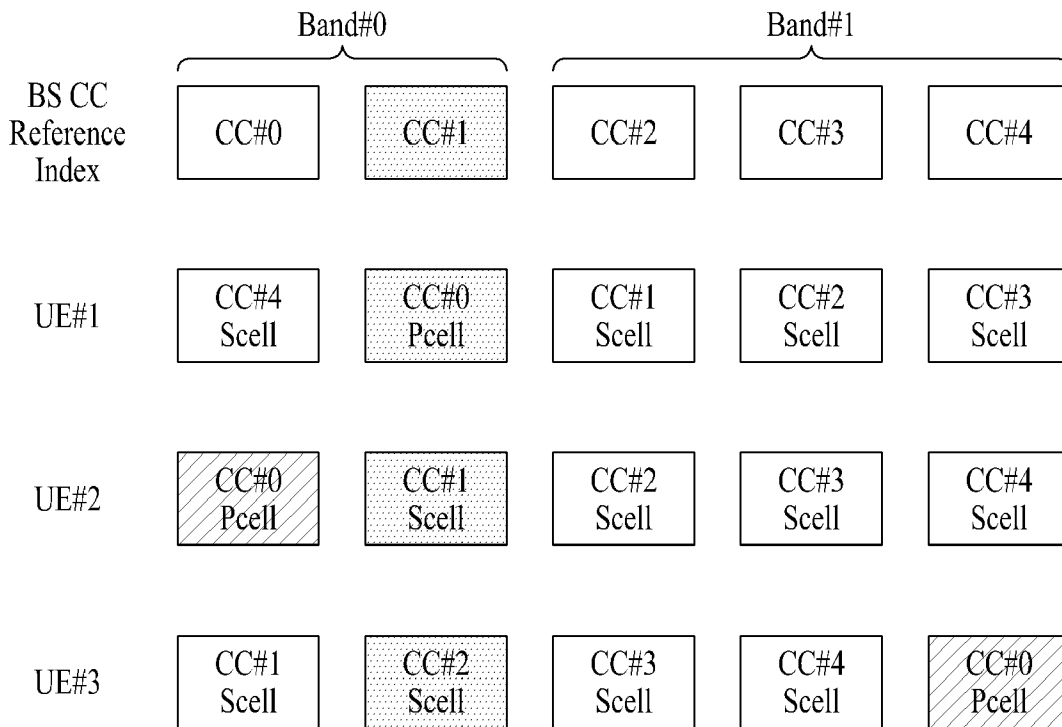 Band#0 Band#1
BS CC
Reference
Index
CC#0 CC#1 CC#2 CC#3 CC#4
UE#1
CC#4 CC#0 CC#1 CC#2 CC#3
Scell Pcell Scell Scell Scell
UE#2
CC#0 CC#1 CC#2 CC#3 CC#4
Pcell Scell Scell Scell Scell
UE#3
CC#1 CC#2 CC#3 CC#4 CC#0
Scell Scell Scell Scell Pcell